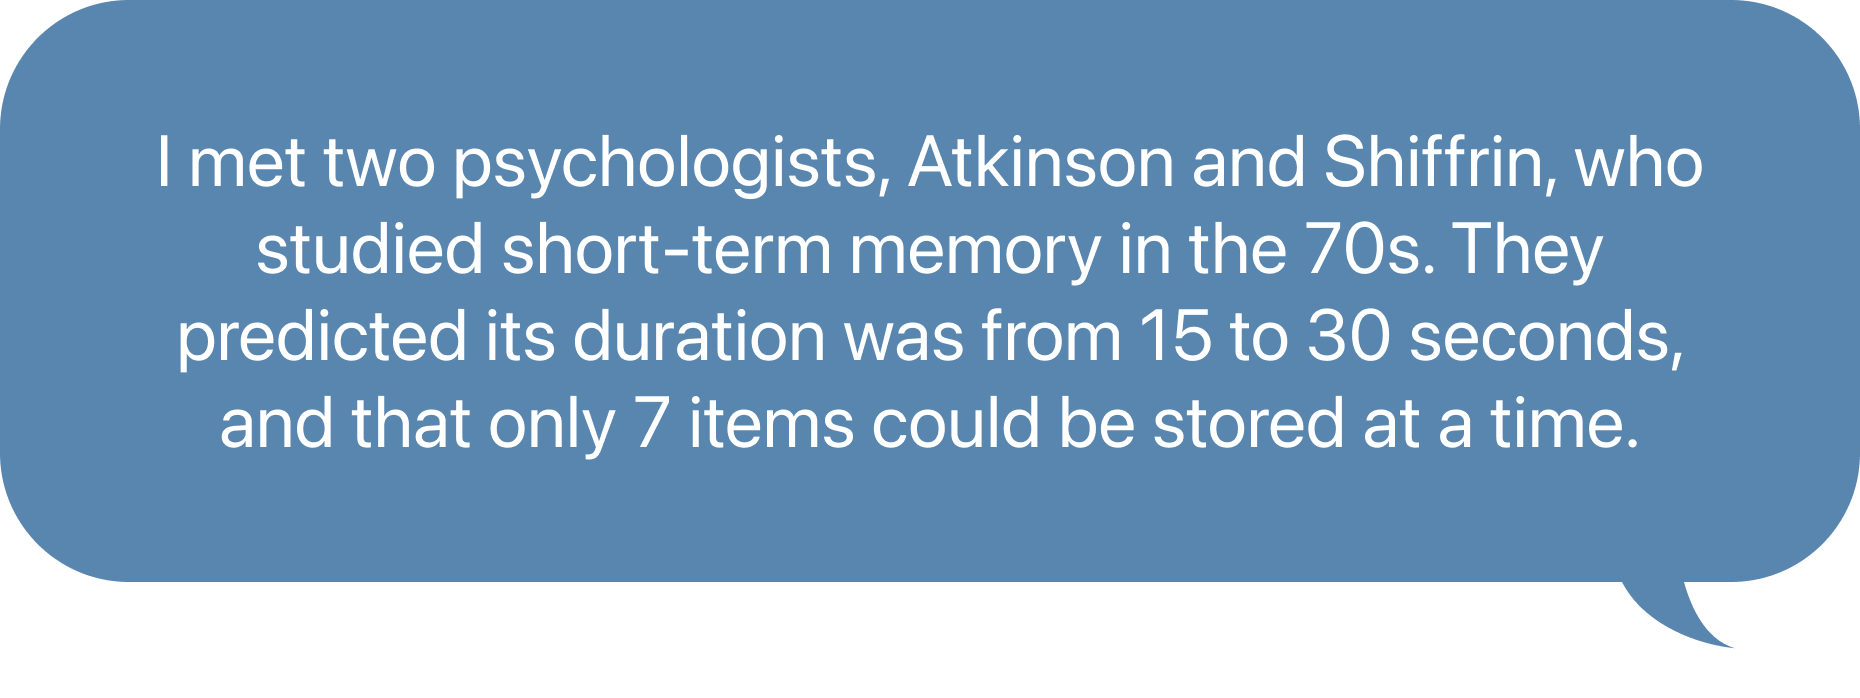 I met two psychologists, Atkinson and Shiffrin, who
studied short-term memory in the 70s. They
predicted its duration was from 15 to 30 seconds,
and that only 7 items could be stored at a time.